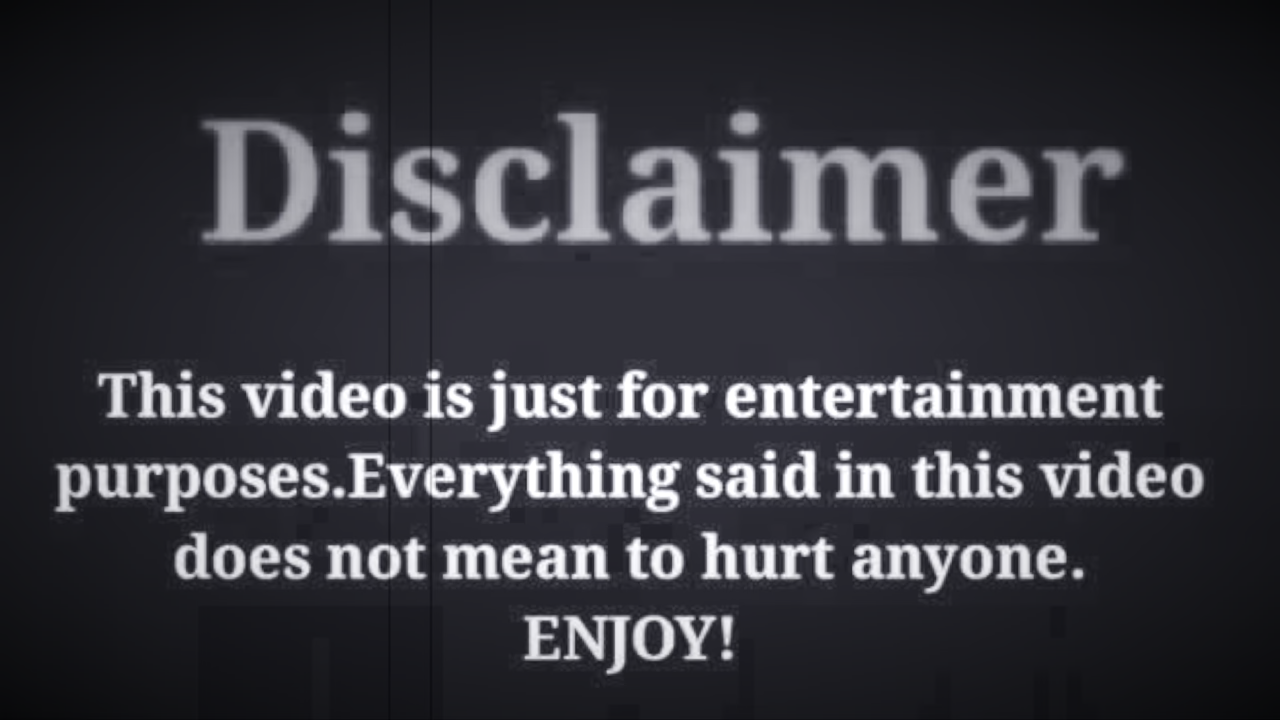 Disclaimer
This video is just for entertainment
purposes.Everything said in this video
does not mean to hurt anyone.
ENJOY!